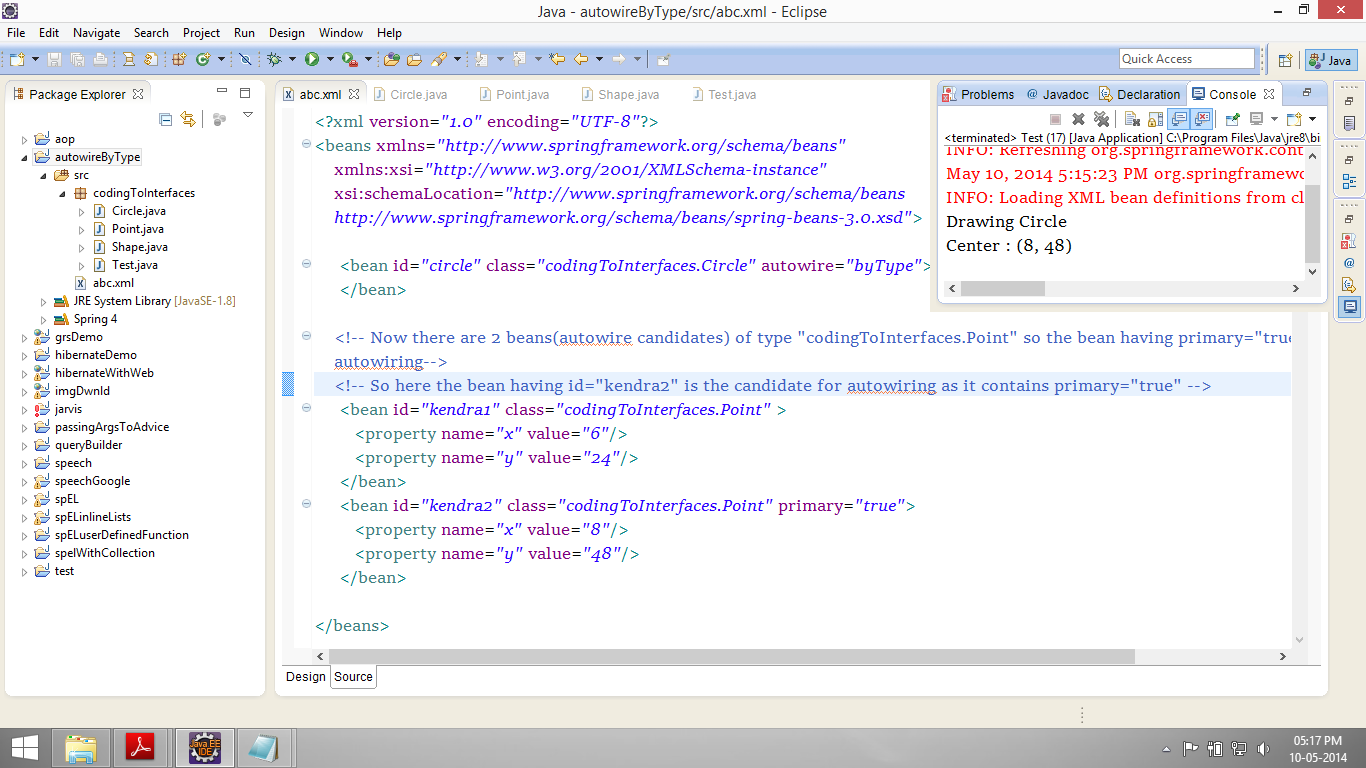 Java - autowireByType/src/abc.xml - Eclipse
File Edit Navigate Search Project Run Design Window Help
Quick Access
Java
Package Explorer
aop
autowireByType
src
codingToInterfaces
Circle.java
Point.java
Shape.java
Test.java
abc.xml
JRE System Library [JavaSE-1.8]
Spring 4
grsDemo
hibernateDemo
hibernateWithWeb
imgDwnld
jarvis
passingArgsToAdvice
queryBuilder
speech
speechGoogle
spEL
spELinlineLists
spELuserDefinedFunction
spelWithCollection
test
abc.xml Circle.java Point.java Shape.java Test.java
<?xml version="1.0" encoding="UTF-8"?>
<beans xmlns="http://www.springframework.org/schema/beans"
xmlns:xsi="http://www.w3.org/2001/XMLSchema-instance"
xsi:schemaLocation="http://www.springframework.org/schema/beans
http://www.springframework.org/schema/beans/spring-beans-3.0.xsd">
<bean id="circle" class="codingToInterfaces.Circle" autowire="byType">
</bean>
<!-- Now there are 2 beans(autowire candidates) of type "codingToInterfaces.Point" so the bean having primary="true
autowiring-->
<!-- So here the bean having id="kendra2" is the candidate for autowiring as it contains primary="true" -->
<bean id="kendra1" class="codingToInterfaces.Point" >
<property name="x" value="6"/>
<property name="y" value="24"/>
</bean>
<bean id="kendra2" class="codingToInterfaces.Point" primary="true">
<property name="x" value="8"/>
<property name="y" value="48"/>
</bean>
</beans>
Design Source
Problems @ Javadoc Declaration Console
<terminated> Test (17) [Java Application] C:\Program Files\Java\jre8\bi
INFO: Refreshing org.springframework.cont
May 10, 2014 5:15:23 PM org.springframewo
INFO: Loading XML bean definitions from cl
Drawing Circle
Center : (8, 48)
Java EE
IDE
05:17 PM
10-05-2014